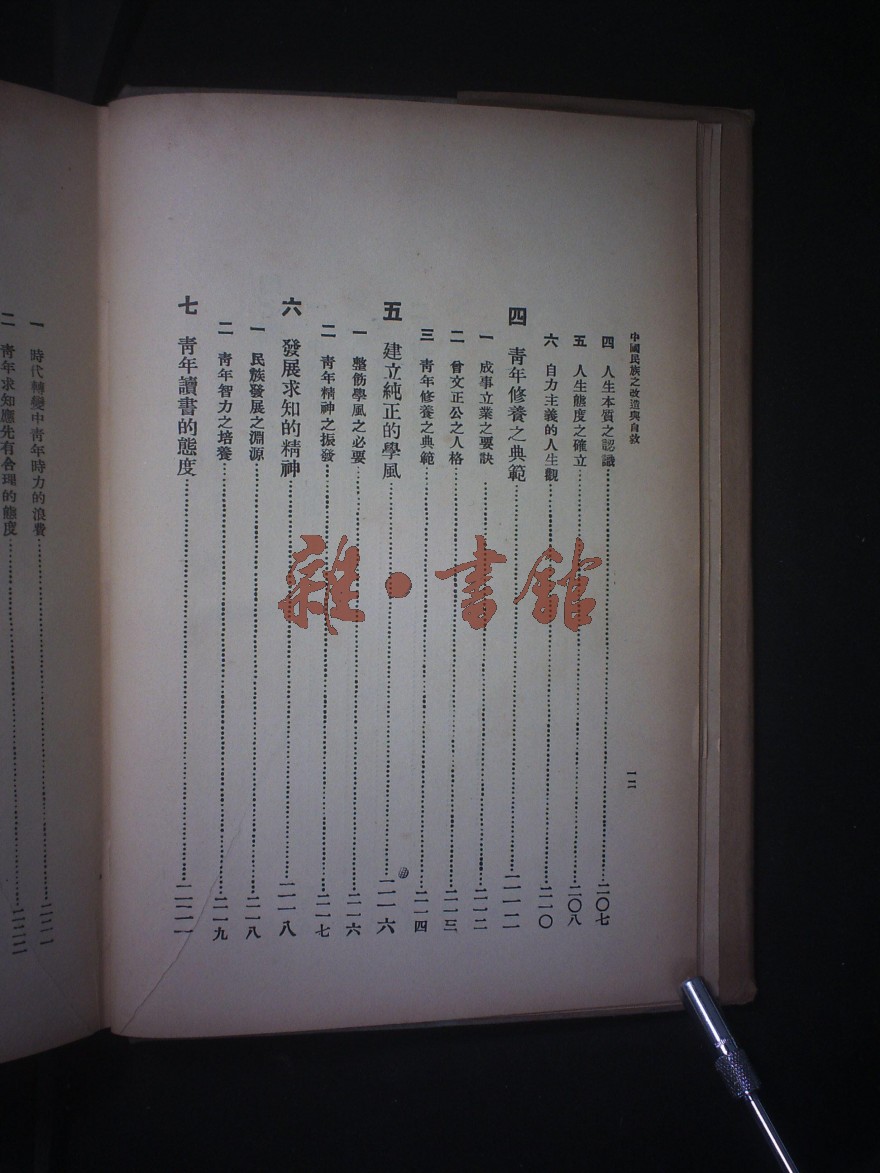 中國民族之改造與自救
一二
四 人生本質之認識 二〇七
五 人生態度之確立 二〇八
六 自力主義的人生觀 二一〇
四 青年修養之典範 二一二
一 成事立業之要訣 二一二
二 曾文正公之人格 二一三
三 青年修養之典範 二一四
五 建立純正的學風 二一六
一 整飭學風之必要 二一六
二 青年精神之振發 二一七
六 發展求知的精神 二一八
一 民族發展之淵源 二一八
二 青年智力之培養 二一九
七 青年讀書的態度 二二一
一 時代轉變中青年時力的浪費 二二一
二 青年求知應先有合理的態度 二二二
雜·書館